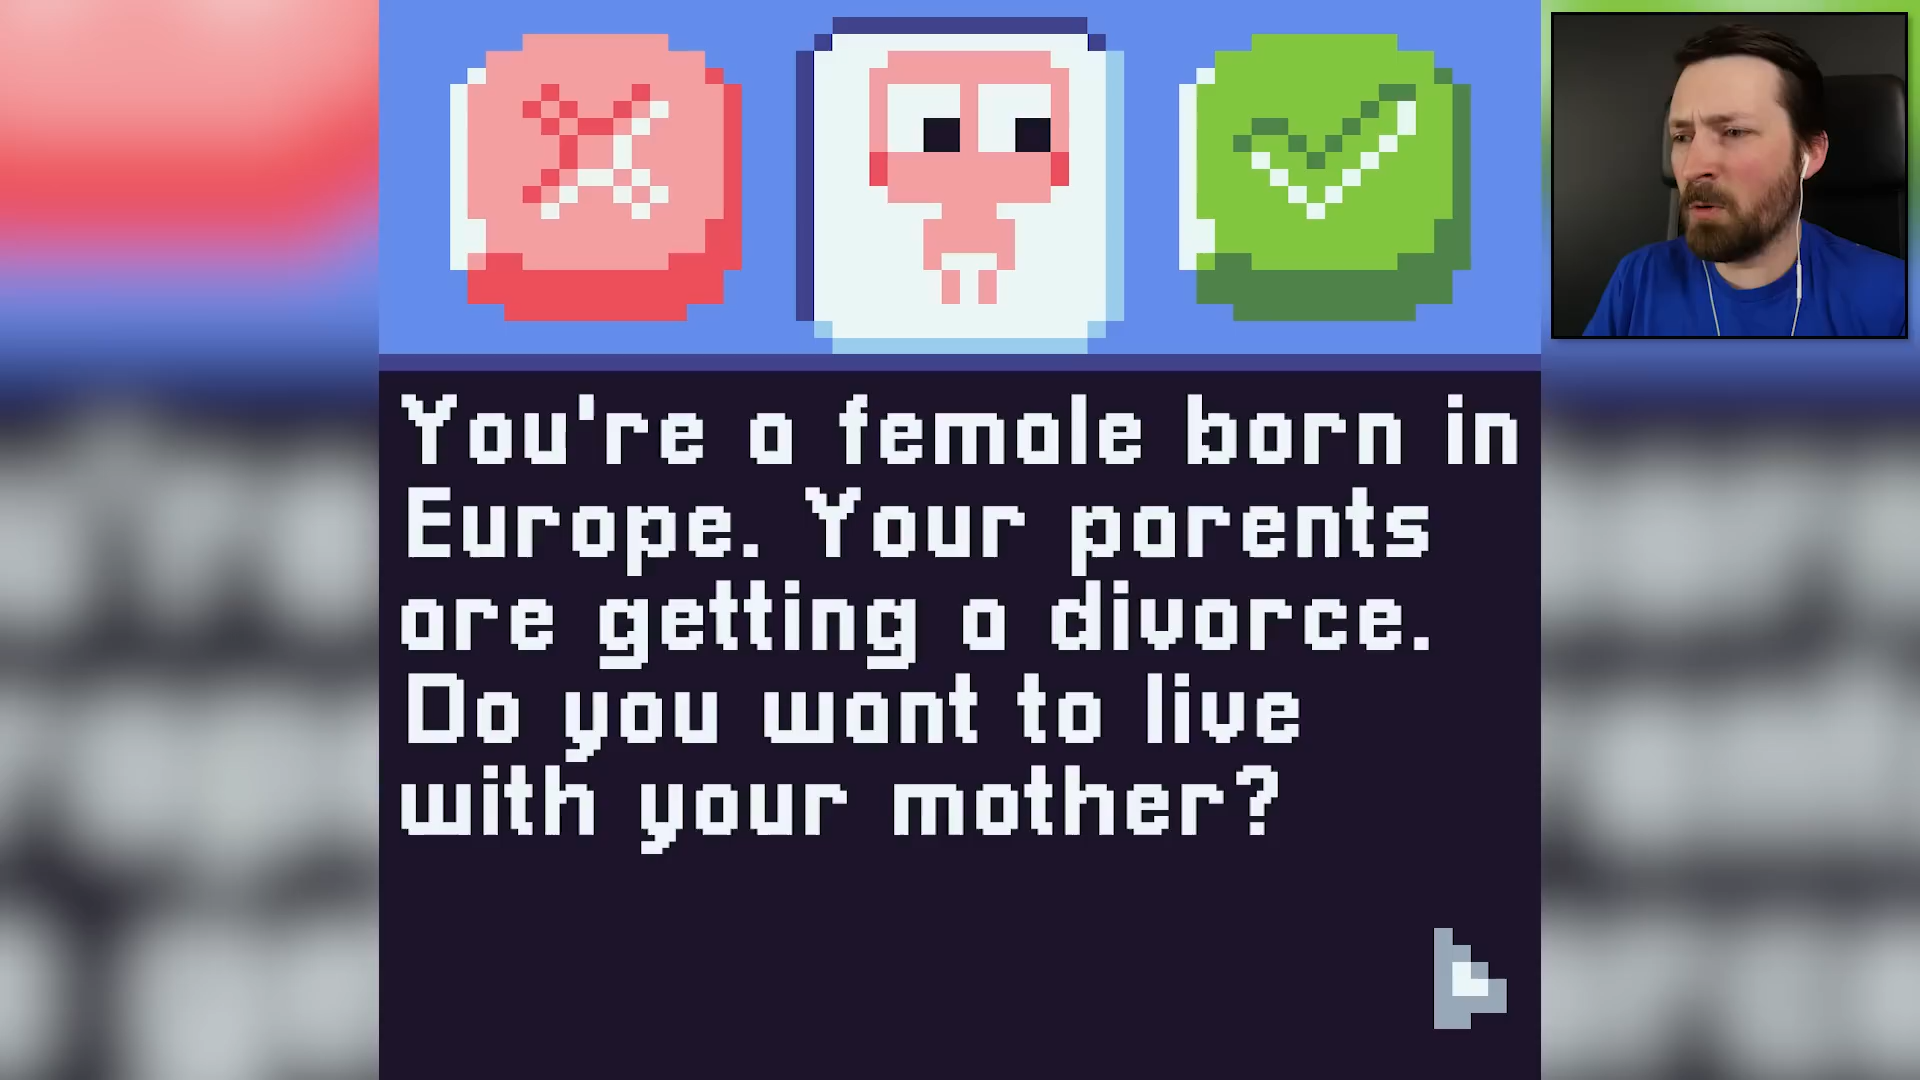 You're a female born in
Europe. Your parents
are getting a divorce.
Do you want to live
with your mother?